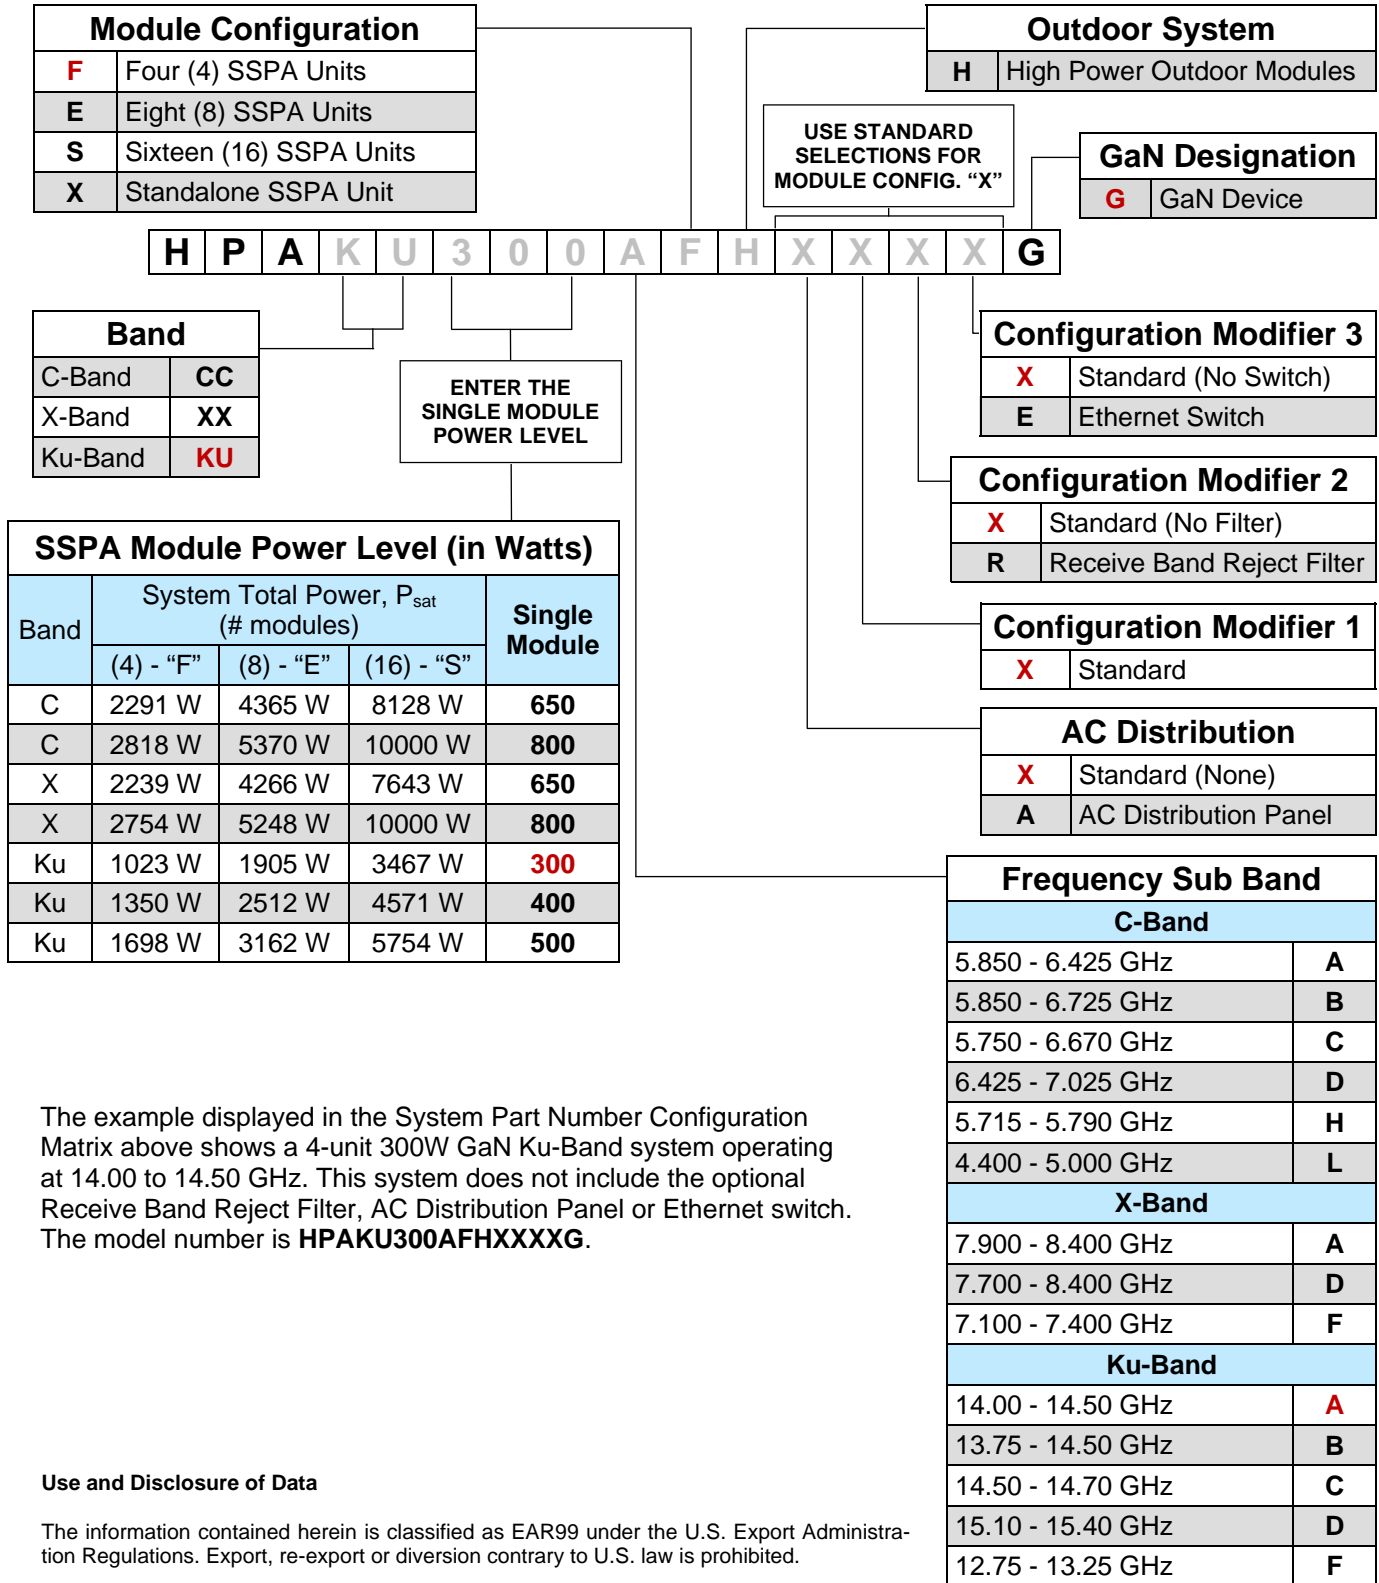 Module Configuration
F Four (4) SSPA Units
E Eight (8) SSPA Units
S Sixteen (16) SSPA Units
X Standalone SSPA Unit
Outdoor System
H High Power Outdoor Modules
USE STANDARD
SELECTIONS FOR
MODULE CONFIG. “X”
GaN Designation
G GaN Device
H P A K U 3 0 0 A F H X X X X G
Band
C-Band CC
X-Band XX
Ku-Band KU
ENTER THE
SINGLE MODULE
POWER LEVEL
Configuration Modifier 3
X Standard (No Switch)
E Ethernet Switch
Configuration Modifier 2
X Standard (No Filter)
R Receive Band Reject Filter
Configuration Modifier 1
X Standard
AC Distribution
X Standard (None)
A AC Distribution Panel
SSPA Module Power Level (in Watts)
Band System Total Power, Psat (# modules) Single Module
(4) - “F” (8) - “E” (16) - “S”
C 2291 W 4365 W 8128 W 650
C 2818 W 5370 W 10000 W 800
X 2239 W 4266 W 7643 W 650
X 2754 W 5248 W 10000 W 800
Ku 1023 W 1905 W 3467 W 300
Ku 1350 W 2512 W 4571 W 400
Ku 1698 W 3162 W 5754 W 500
Frequency Sub Band
C-Band
5.850 - 6.425 GHz A
5.850 - 6.725 GHz B
5.750 - 6.670 GHz C
6.425 - 7.025 GHz D
5.715 - 5.790 GHz H
4.400 - 5.000 GHz L
X-Band
7.900 - 8.400 GHz A
7.700 - 8.400 GHz D
7.100 - 7.400 GHz F
Ku-Band
14.00 - 14.50 GHz A
13.75 - 14.50 GHz B
14.50 - 14.70 GHz C
15.10 - 15.40 GHz D
12.75 - 13.25 GHz F
The example displayed in the System Part Number Configuration
Matrix above shows a 4-unit 300W GaN Ku-Band system operating
at 14.00 to 14.50 GHz. This system does not include the optional
Receive Band Reject Filter, AC Distribution Panel or Ethernet switch.
The model number is HPAKU300AFHXXXXG.
Use and Disclosure of Data
The information contained herein is classified as EAR99 under the U.S. Export Administra-
tion Regulations. Export, re-export or diversion contrary to U.S. law is prohibited.